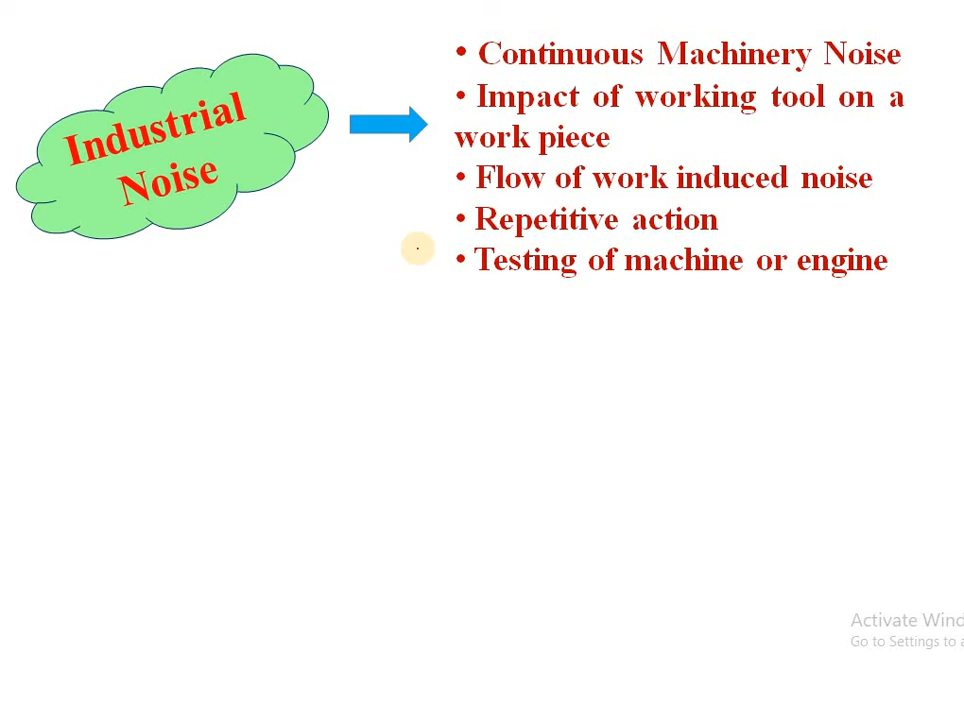 Industrial
Noise
• Continuous Machinery Noise
• Impact of working tool on a
work piece
• Flow of work induced noise
• Repetitive action
• Testing of machine or engine
Activate Wind
Go to Settings to a